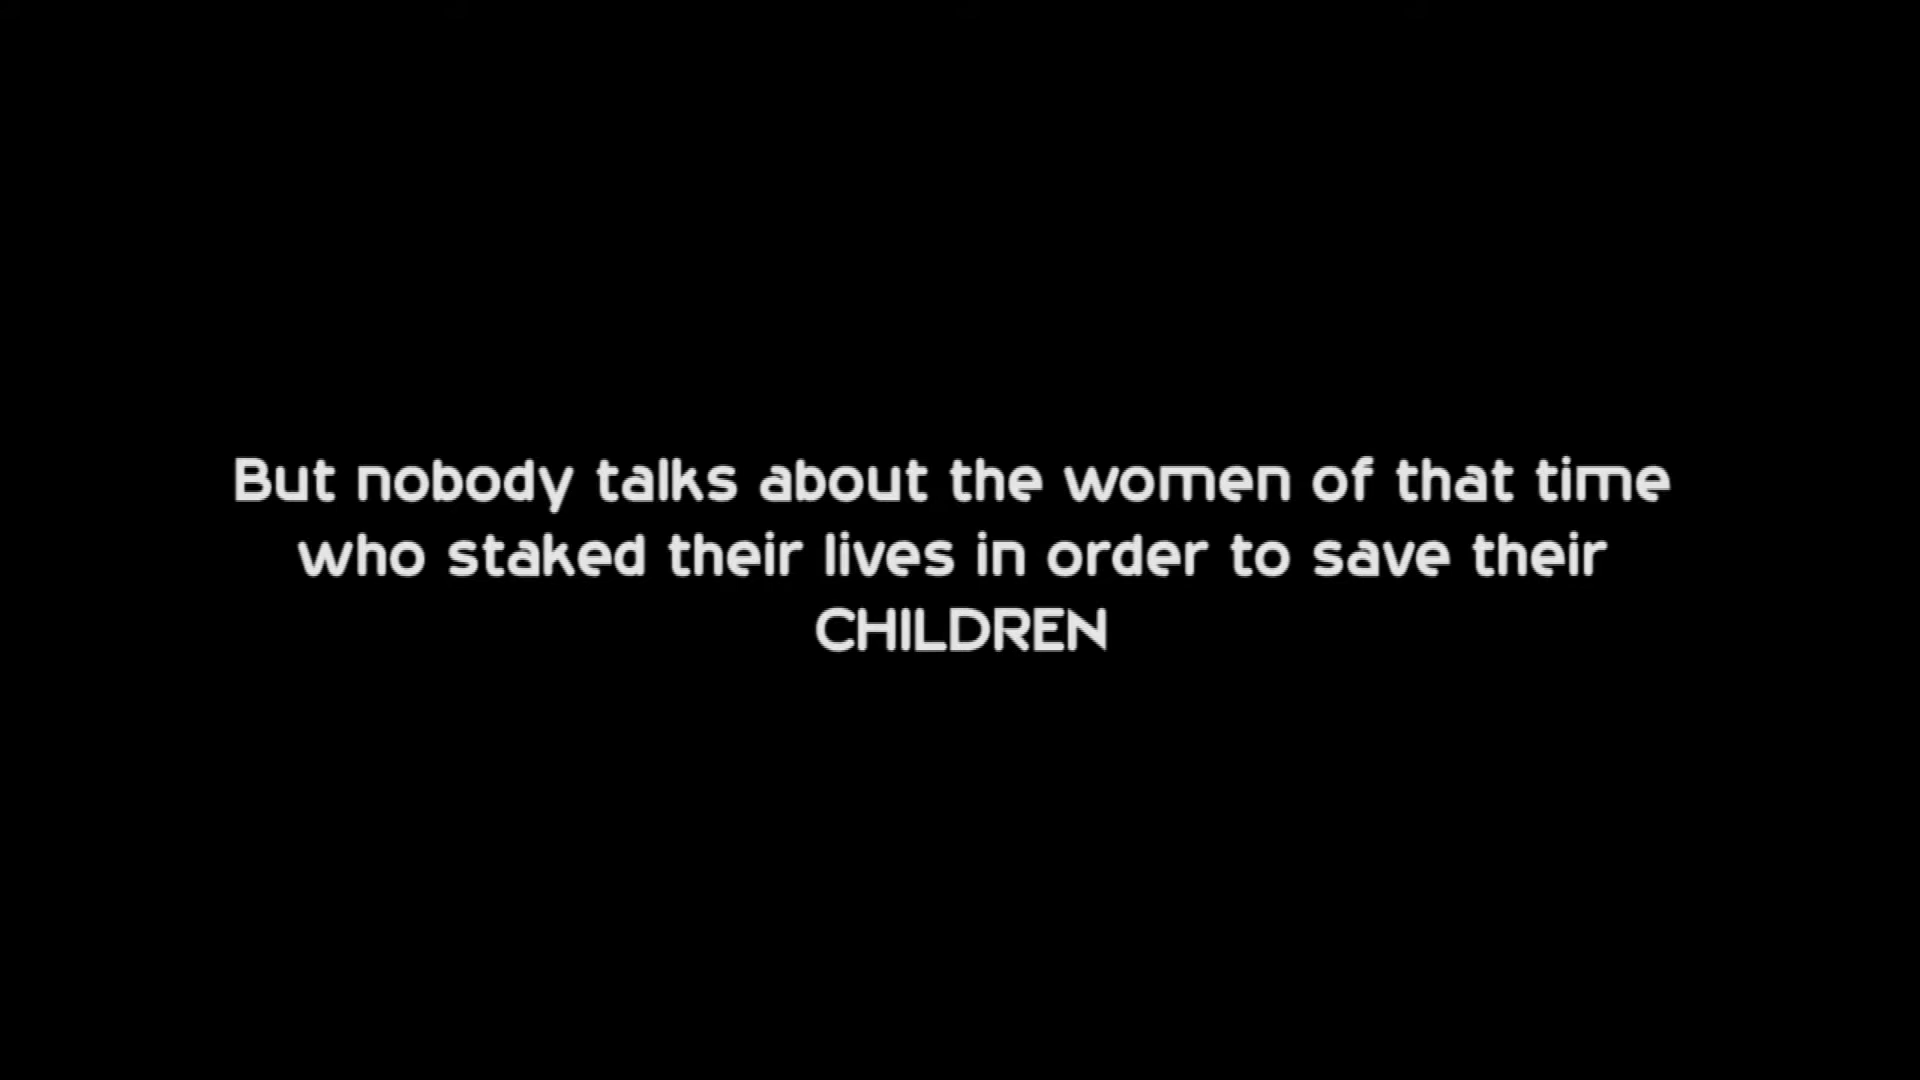 But nobody talks about the women of that time
who staked their lives in order to save their
CHILDREN